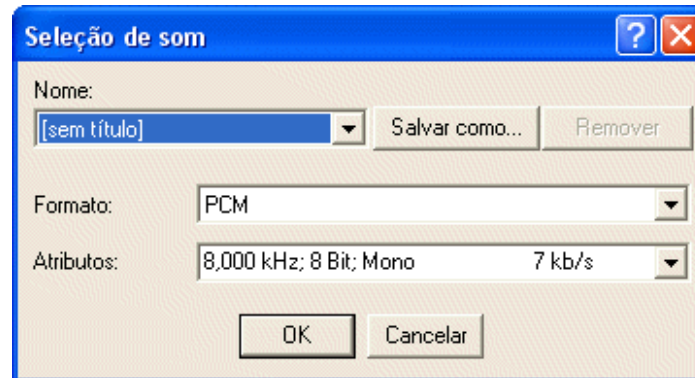 Seleção de som
Nome:
[sem título] Salvar como... Remover
Formato: PCM
Atributos: 8,000 kHz; 8 Bit; Mono 7 kb/s
OK Cancelar